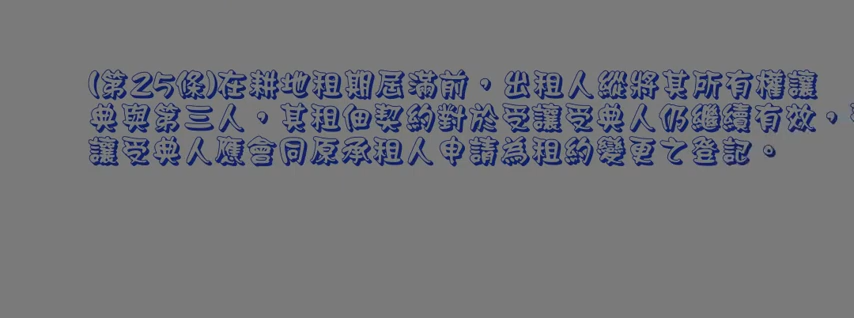 (第25條)在耕地租期屆滿前，出租人縱將其所有權讓
典與第三人，其租佃契約對於受讓受典人仍繼續有效，
讓受典人應會同原承租人申請為租約變更之登記。